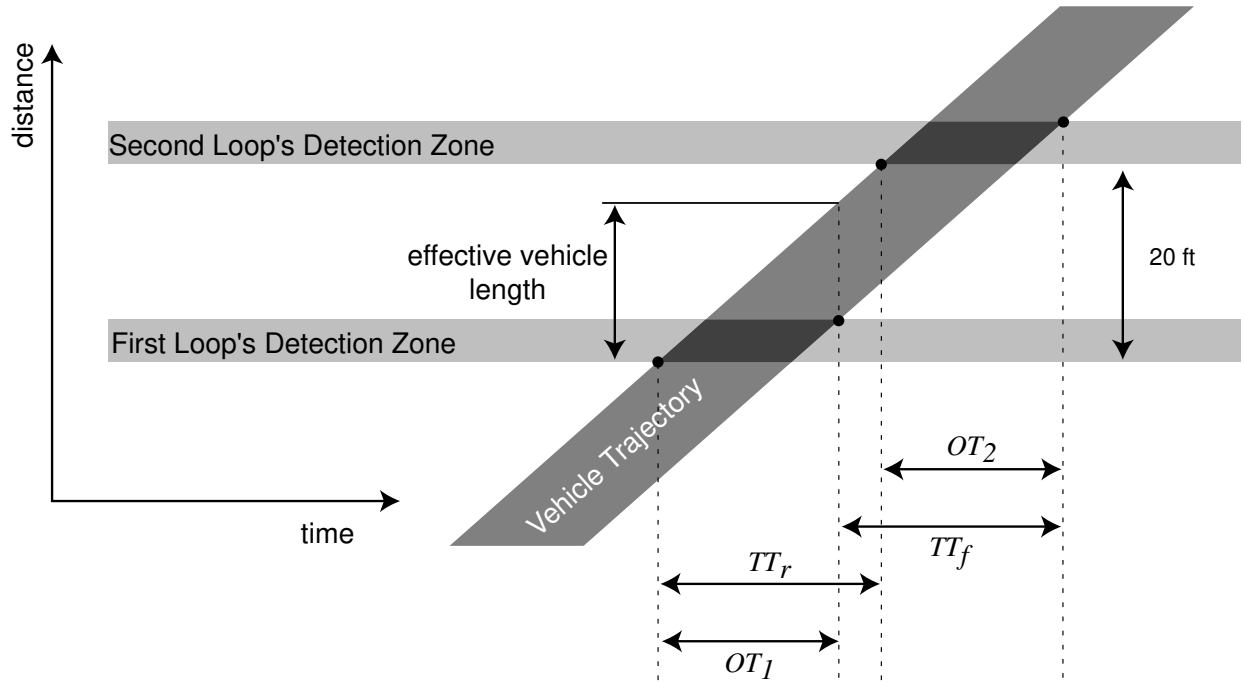 distance
Second Loop's Detection Zone
effective vehicle
length
20 ft
First Loop's Detection Zone
Vehicle Trajectory
time
OT2
TTf
TTr
OT1